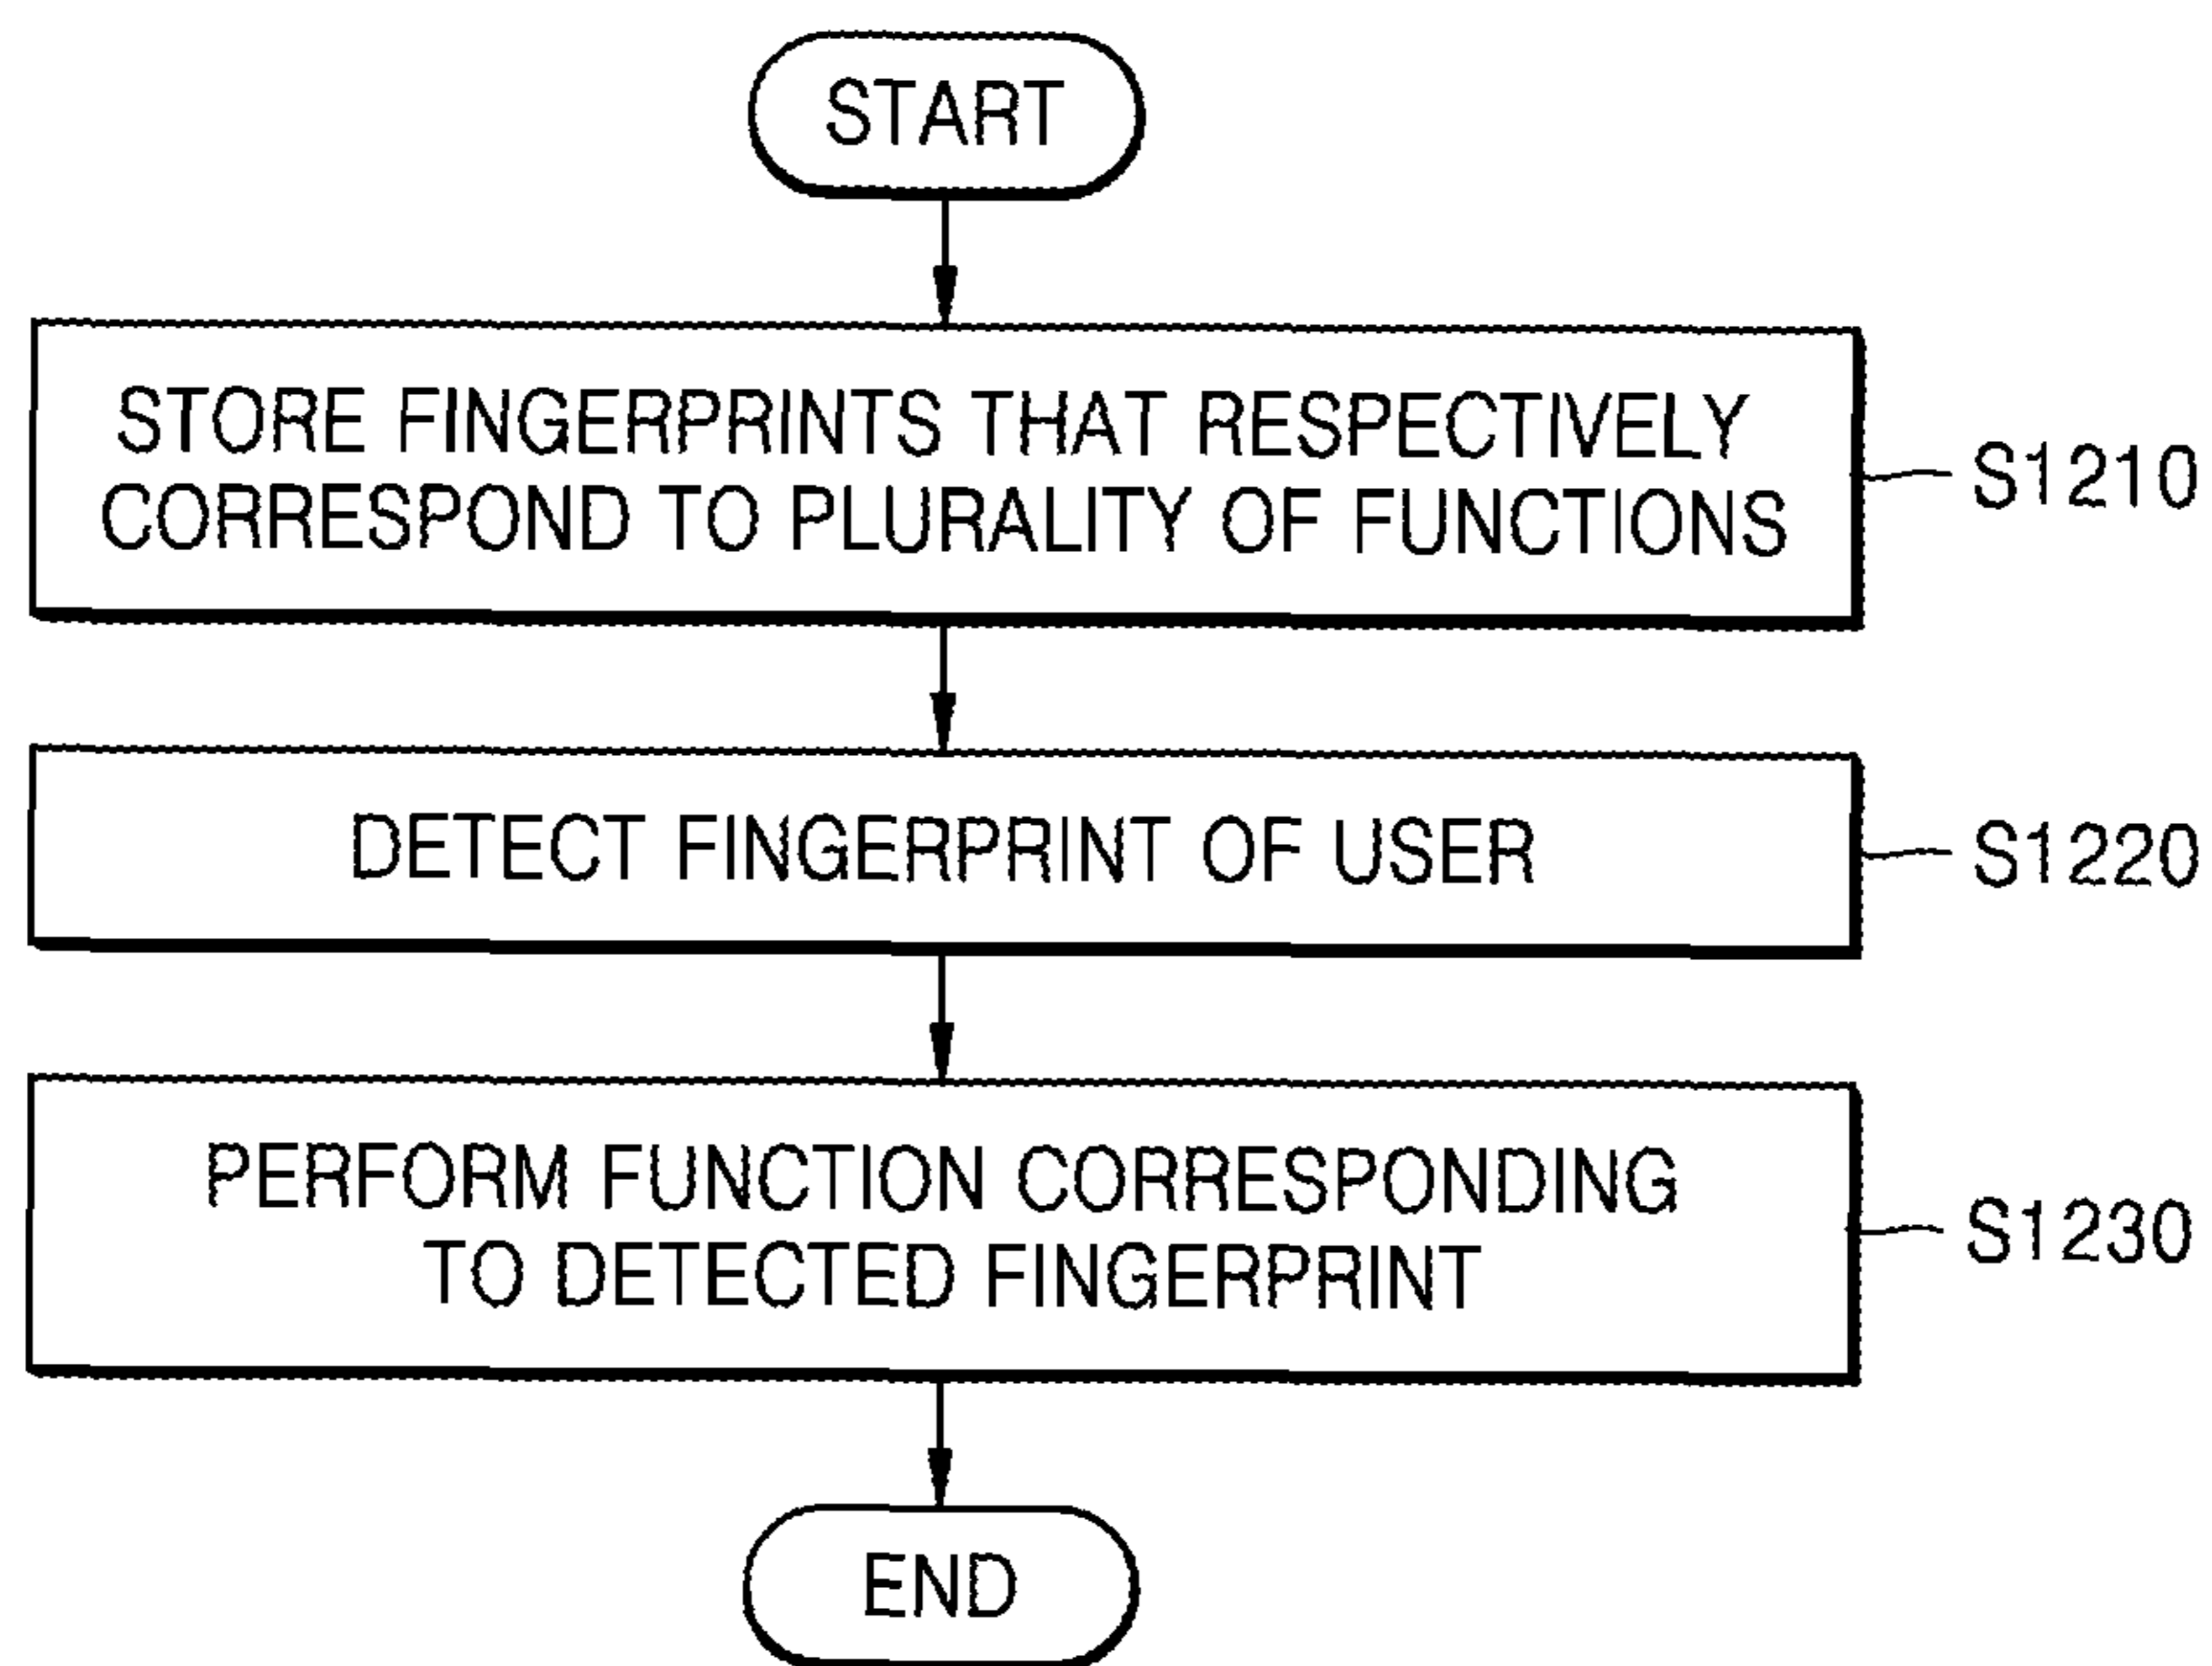 START
STORE FINGERPRINTS THAT RESPECTIVELY
CORRESPOND TO PLURALITY OF FUNCTIONS
S1210
DETECT FINGERPRINT OF USER
S1220
PERFORM FUNCTION CORRESPONDING
TO DETECTED FINGERPRINT
S1230
END